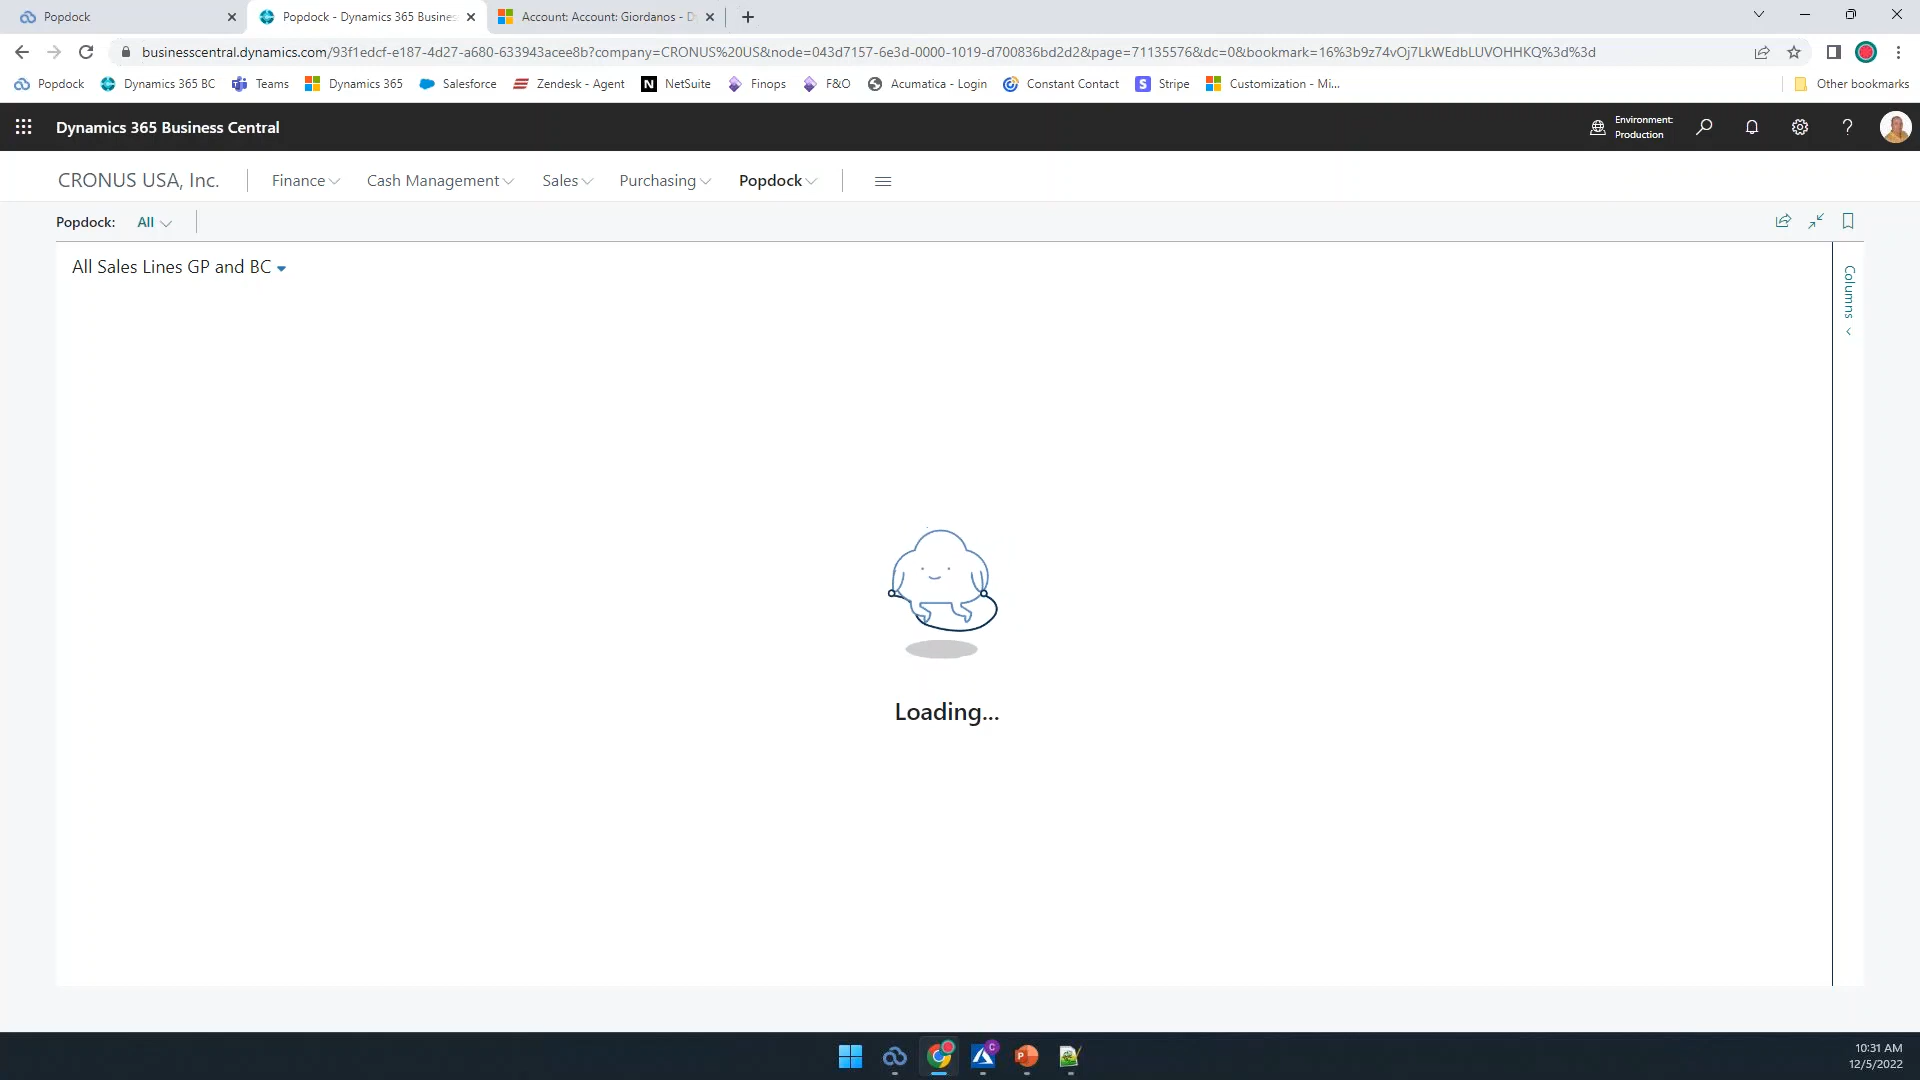 Popdock
Popdock - Dynamics 365 Busines
Account: Account: Giordanos - D
businesscentral.dynamics.com/93f1edcf-e187-4d27-a680-633943acee8b?company=CRONUS%20US&node=043d7157-6e3d-0000-1019-d700836bd2d2&page=71135576&dc=0&bookmark=16%3b9z74vOj7LkWEdbLUVOHHKQ%3d%3d
Popdock Dynamics 365 BC Teams Dynamics 365 Salesforce Zendesk - Agent NetSuite Finops F&O Acumatica - Login Constant Contact Stripe Customization - Mi... Other bookmarks
Dynamics 365 Business Central
Environment:
Production
CRONUS USA, Inc. Finance Cash Management Sales Purchasing Popdock
Popdock: All
All Sales Lines GP and BC
Columns
Loading...
10:31 AM
12/5/2022